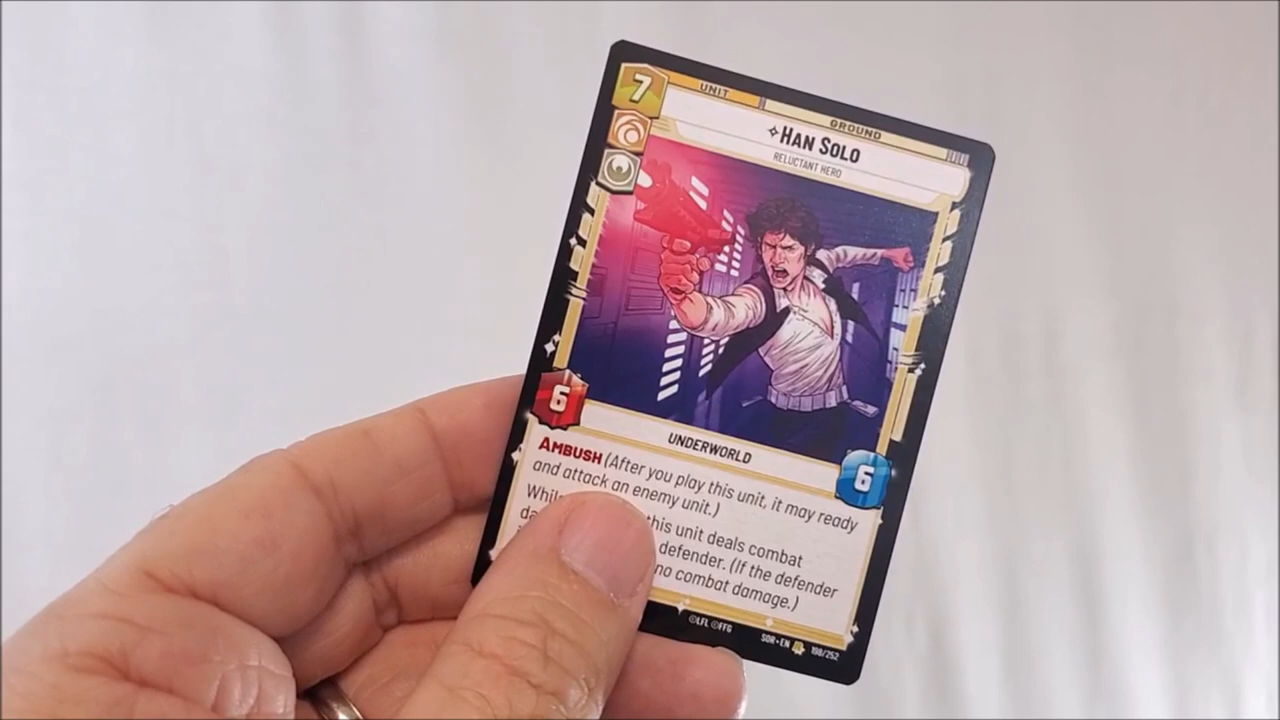 7
UNIT
GROUND
HAN SOLO
RELUCTANT HERO
6
UNDERWORLD
6
AMBUSH (After you play this unit, it may ready
and attack an enemy unit.)
this unit deals combat
defender. (If the defender
no combat damage.)
©LFL ©FFG
SOR•EN
198/252